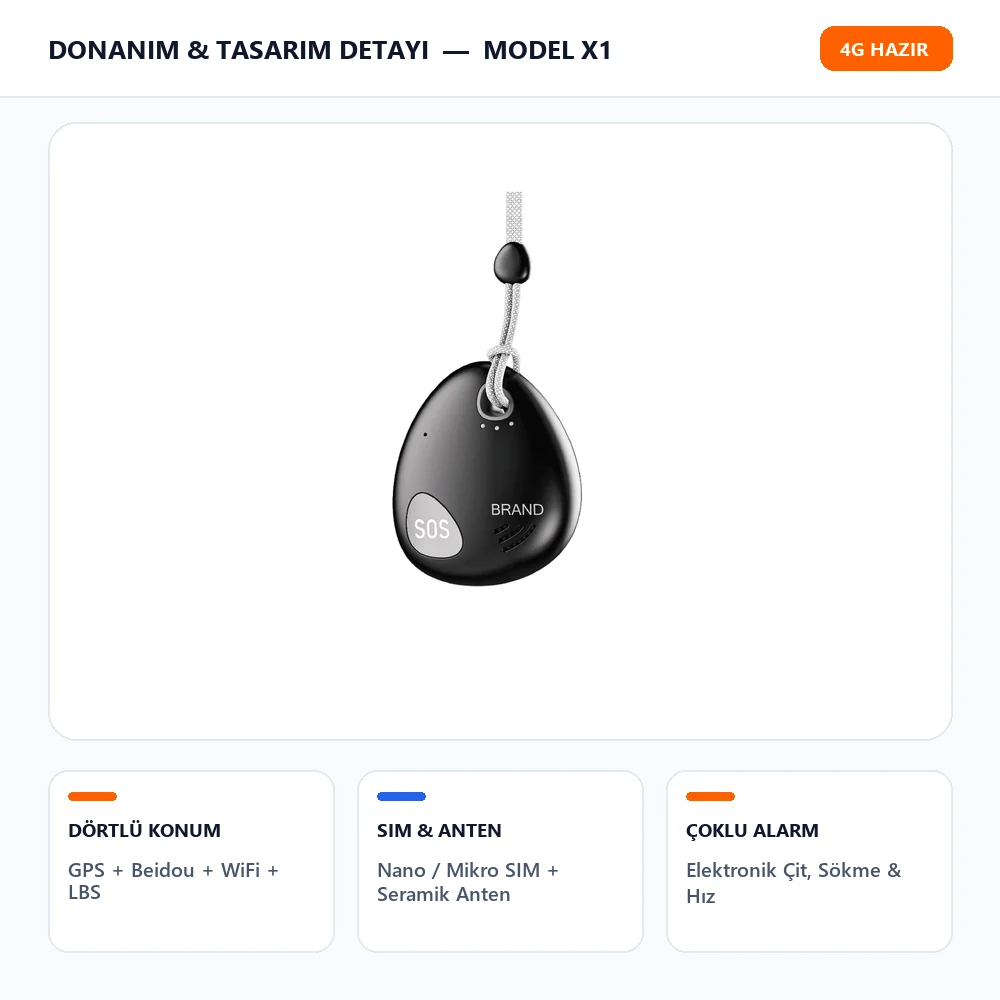 DONANIM & TASARIM DETAYI — MODEL X1
4G HAZIR
SOS
BRAND
DÖRTLÜ KONUM
GPS + Beidou + WiFi +
LBS
SIM & ANTEN
Nano / Mikro SIM +
Seramik Anten
ÇOKLU ALARM
Elektronik Çit, Sökme &
Hız